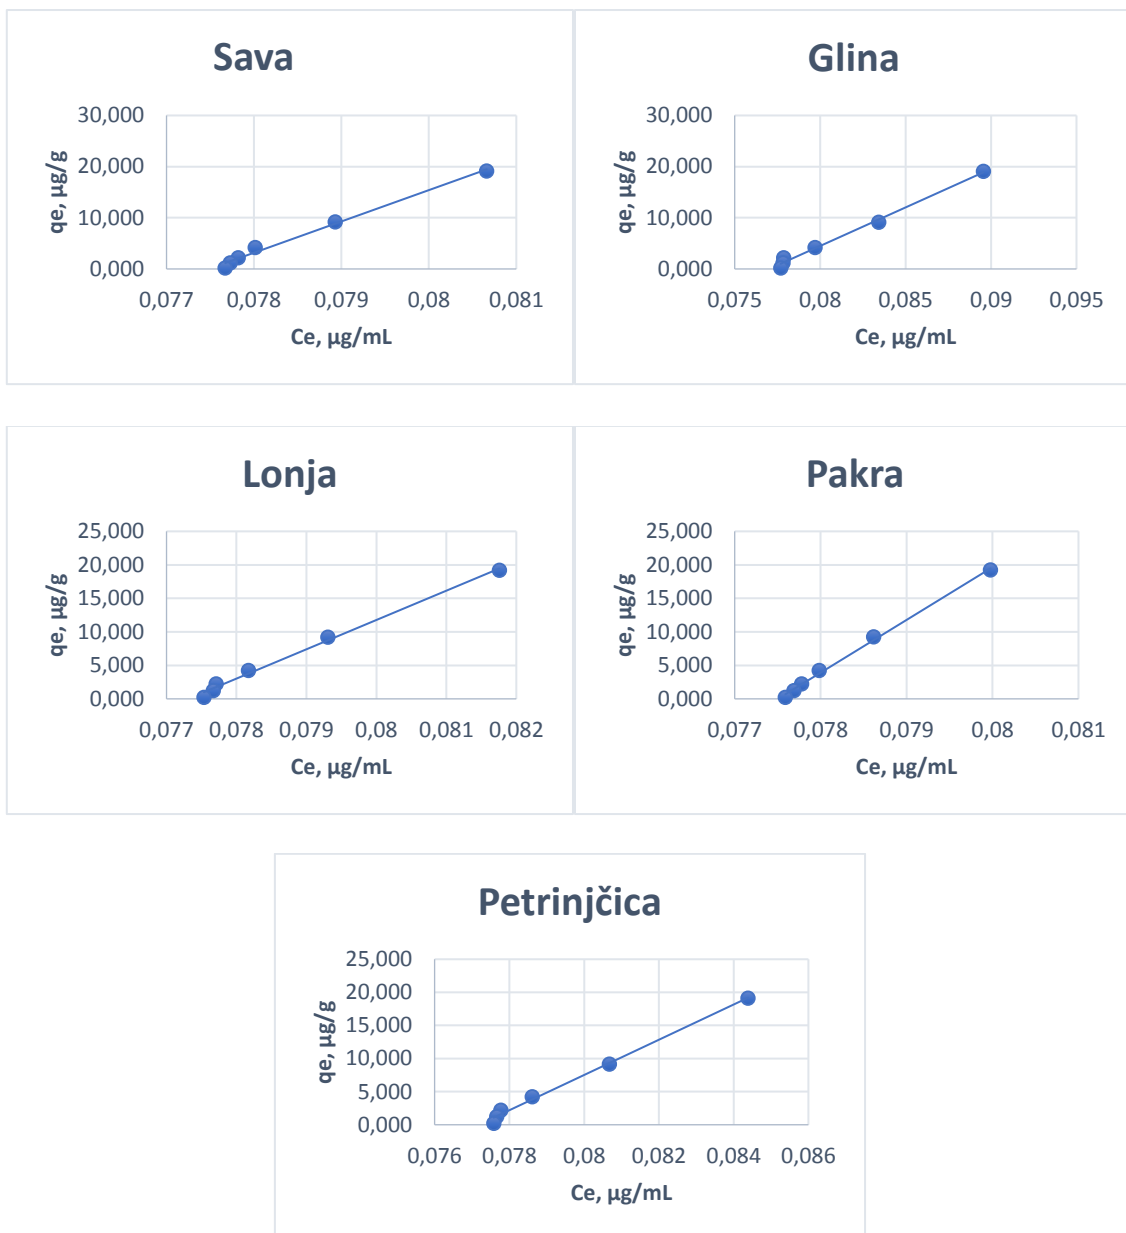 Sava
30,000
20,000
10,000
0,000
qe, µg/g
0,077 0,078 0,079 0,08 0,081
Ce, µg/mL
Glina
30,000
20,000
10,000
0,000
qe, µg/g
0,075 0,08 0,085 0,09 0,095
Ce, µg/mL
Lonja
25,000
20,000
15,000
10,000
5,000
0,000
qe, µg/g
0,077 0,078 0,079 0,08 0,081 0,082
Ce, µg/mL
Pakra
25,000
20,000
15,000
10,000
5,000
0,000
qe, µg/g
0,077 0,078 0,079 0,08 0,081
Ce, µg/mL
Petrinjčica
25,000
20,000
15,000
10,000
5,000
0,000
qe, µg/g
0,076 0,078 0,08 0,082 0,084 0,086
Ce, µg/mL